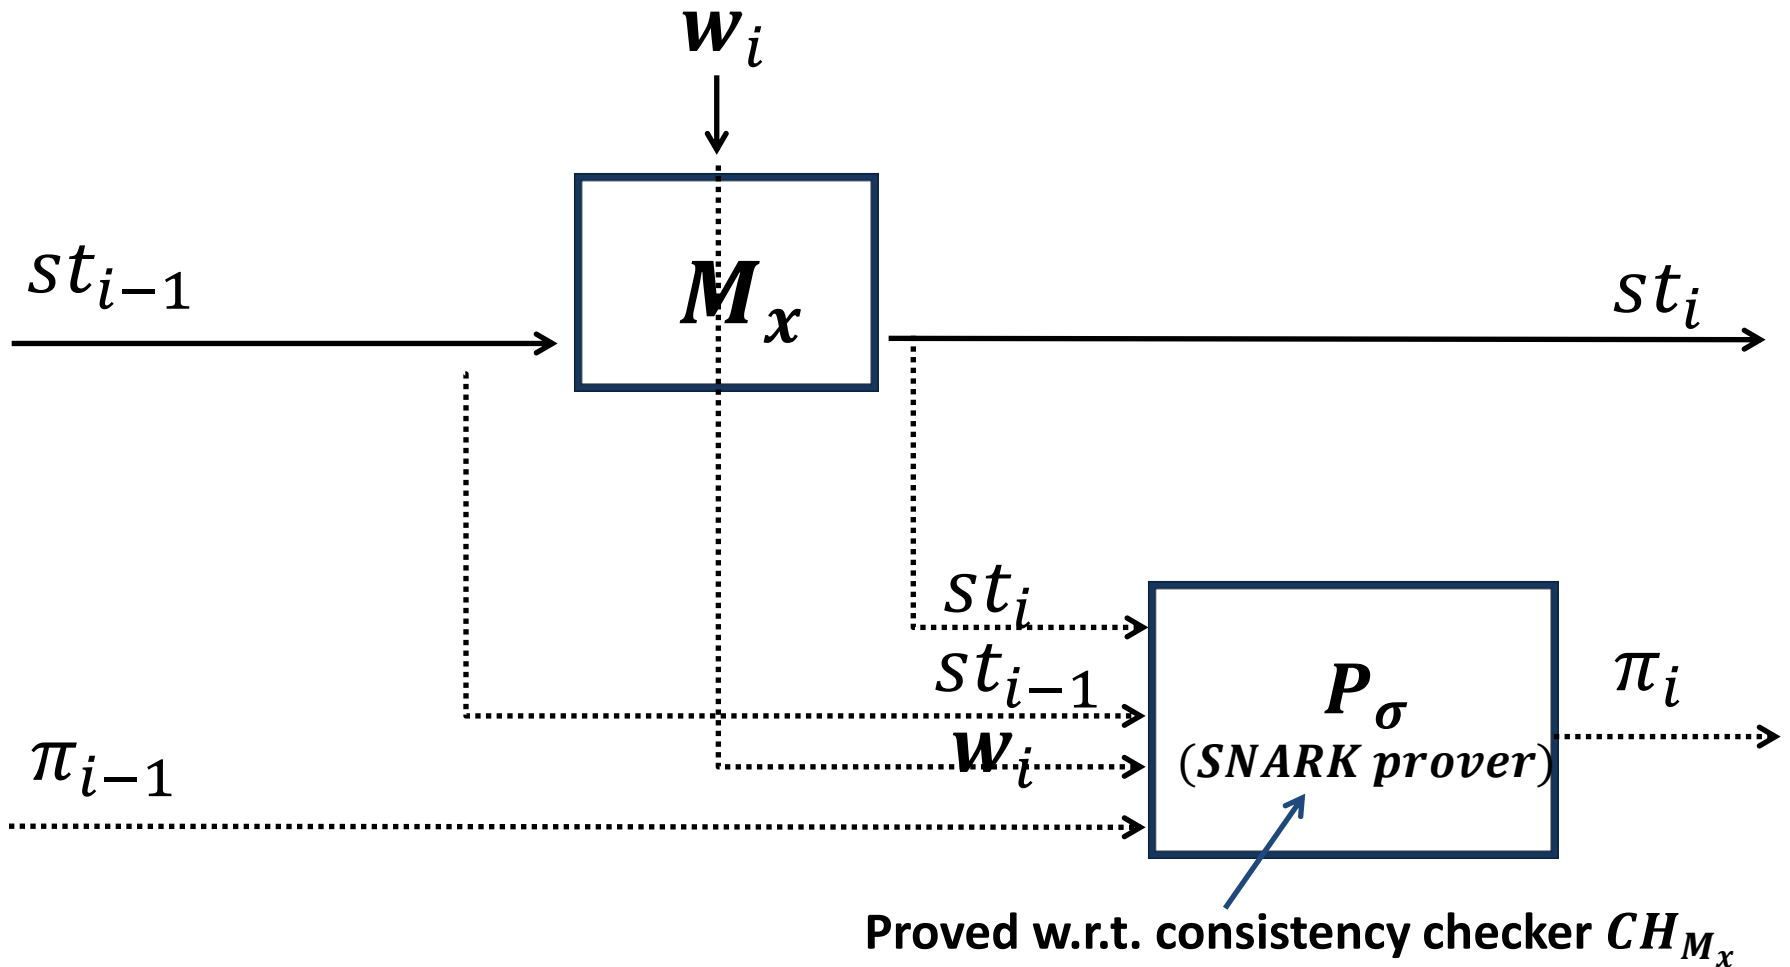 w_i
st_{i−1}
M_x
st_i
st_i
st_{i−1}
w_i
P_σ
(SNARK prover)
π_i
π_{i−1}
Proved w.r.t. consistency checker CH_{M_x}